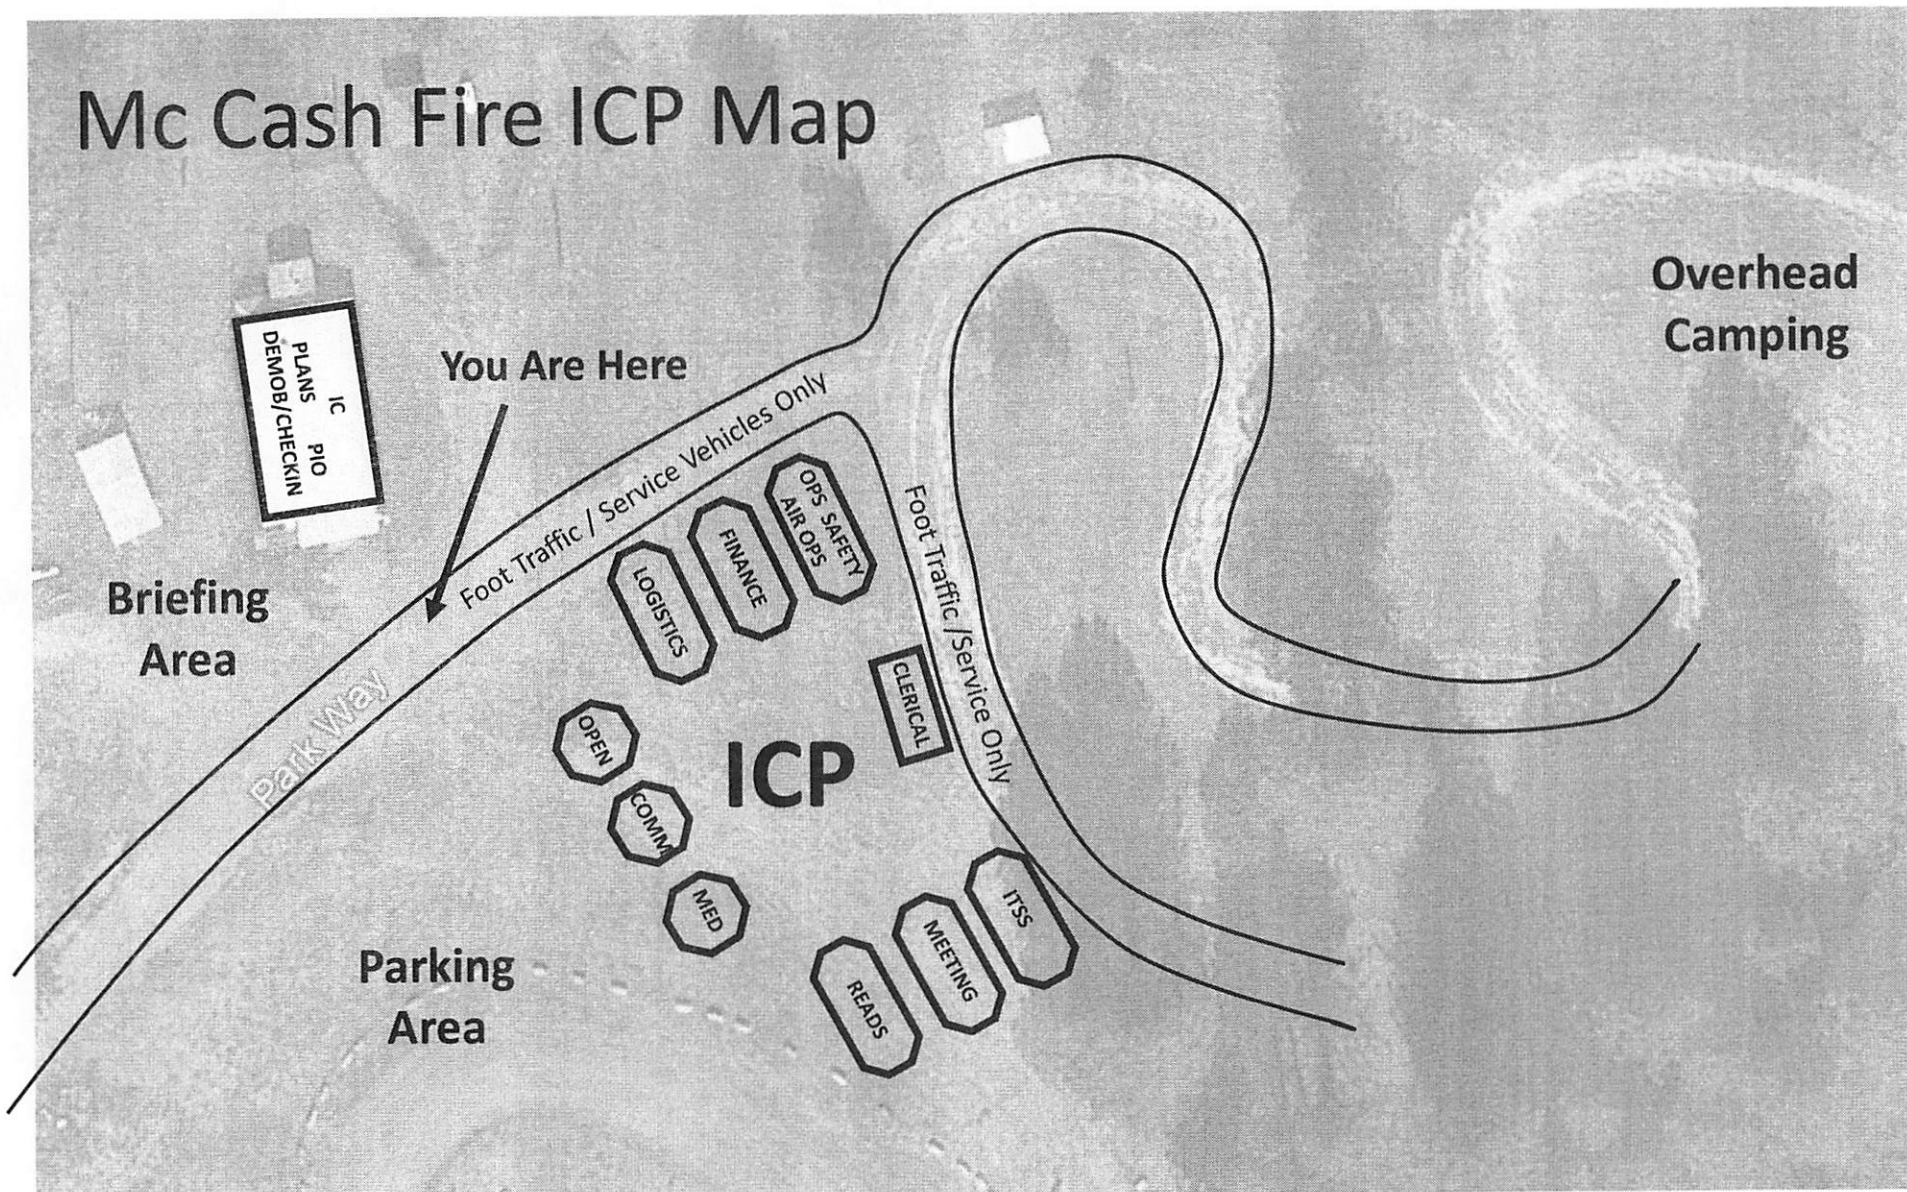 Mc Cash Fire ICP Map
Overhead
Camping
IC
PLANS PIO
DEMOB/CHECKIN
You Are Here
Foot Traffic / Service Vehicles Only
OPS SAFETY
AIR OPS
FINANCE
LOGISTICS
Foot Traffic /Service Only
Briefing
Area
Park Way
CLERICAL
OPEN
ICP
COMM
MED
ITSS
MEETING
READS
Parking
Area